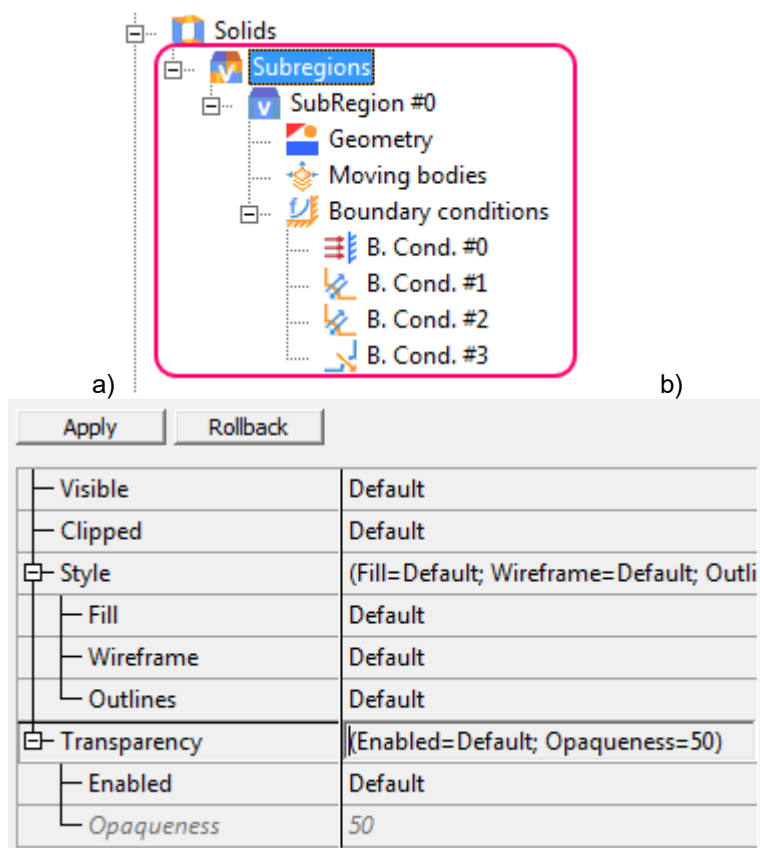 Solids
Subregions
SubRegion #0
Geometry
Moving bodies
Boundary conditions
B. Cond. #0
B. Cond. #1
B. Cond. #2
B. Cond. #3
a) b)
Apply Rollback
Visible Default
Clipped Default
Style (Fill=Default; Wireframe=Default; Outli
Fill Default
Wireframe Default
Outlines Default
Transparency (Enabled=Default; Opaqueness=50)
Enabled Default
Opaqueness 50